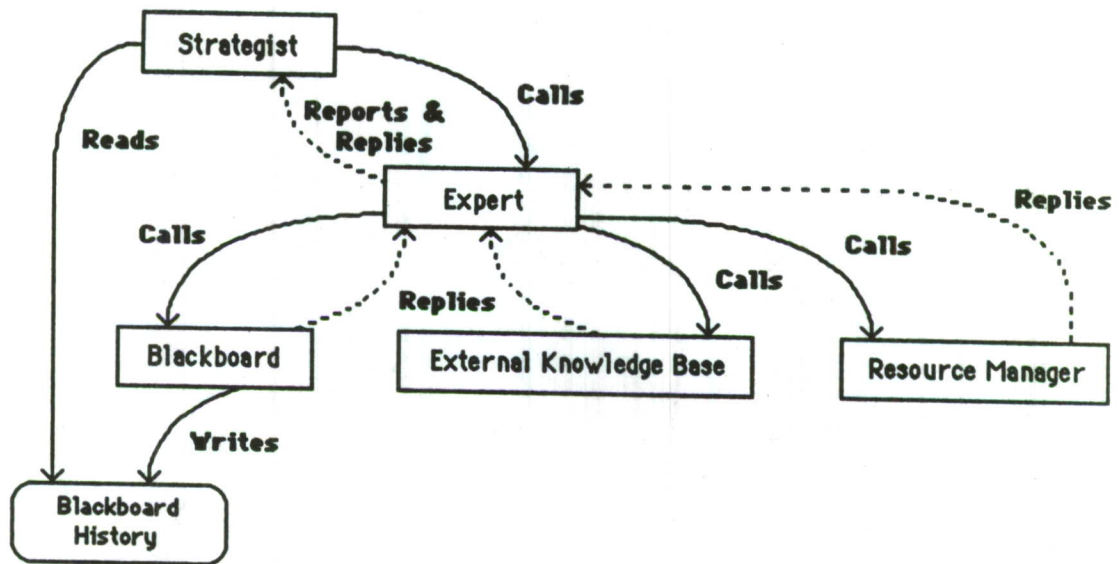 Strategist
Calls
Reports &
Replies
Reads
Expert
Replies
Calls
Calls
Calls
Replies
Blackboard
External Knowledge Base
Resource Manager
Writes
Blackboard
History